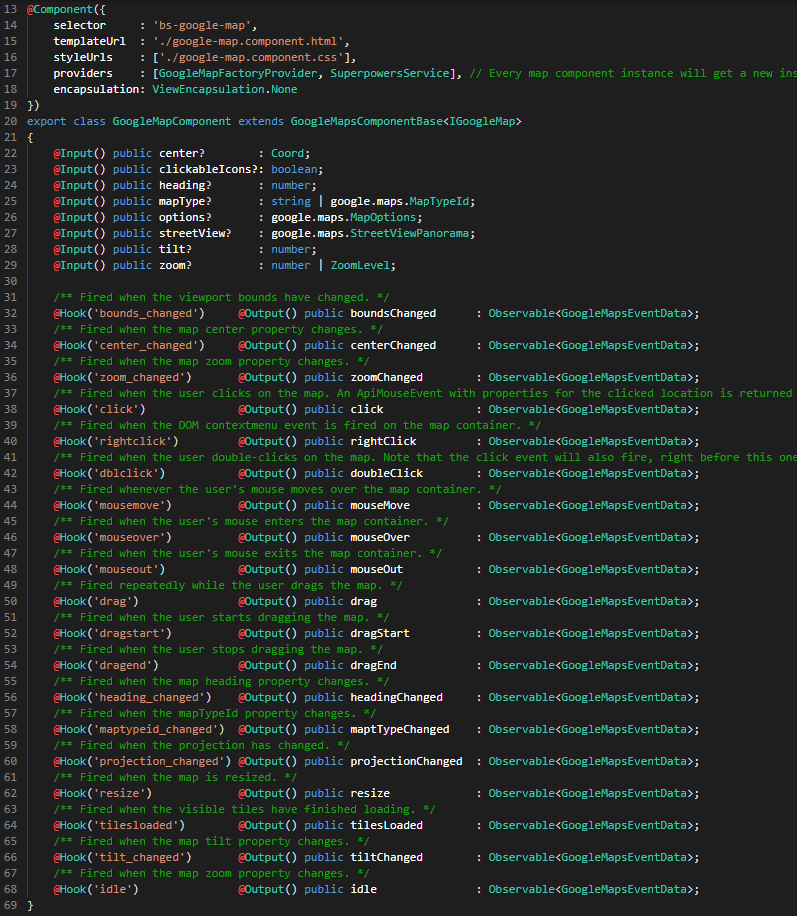 13 @Component({
14     selector     : 'bs-google-map',
15     templateUrl  : './google-map.component.html',
16     styleUrls    : ['./google-map.component.css'],
17     providers    : [GoogleMapFactoryProvider, SuperpowersService], // Every map component instance will get a new ins
18     encapsulation: ViewEncapsulation.None
19 })
20 export class GoogleMapComponent extends GoogleMapsComponentBase<IGoogleMap>
21 {
22     @Input() public center?        : Coord;
23     @Input() public clickableIcons?: boolean;
24     @Input() public heading?       : number;
25     @Input() public mapType?       : string | google.maps.MapTypeId;
26     @Input() public options?       : google.maps.MapOptions;
27     @Input() public streetView?    : google.maps.StreetViewPanorama;
28     @Input() public tilt?          : number;
29     @Input() public zoom?          : number | ZoomLevel;
30
31     /** Fired when the viewport bounds have changed. */
32     @Hook('bounds_changed')     @Output() public boundsChanged      : Observable<GoogleMapsEventData>;
33     /** Fired when the map center property changes. */
34     @Hook('center_changed')     @Output() public centerChanged      : Observable<GoogleMapsEventData>;
35     /** Fired when the map zoom property changes. */
36     @Hook('zoom_changed')       @Output() public zoomChanged        : Observable<GoogleMapsEventData>;
37     /** Fired when the user clicks on the map. An ApiMouseEvent with properties for the clicked location is returned
38     @Hook('click')              @Output() public click              : Observable<GoogleMapsEventData>;
39     /** Fired when the DOM contextmenu event is fired on the map container. */
40     @Hook('rightclick')         @Output() public rightClick         : Observable<GoogleMapsEventData>;
41     /** Fired when the user double-clicks on the map. Note that the click event will also fire, right before this one
42     @Hook('dblclick')           @Output() public doubleClick        : Observable<GoogleMapsEventData>;
43     /** Fired whenever the user's mouse moves over the map container. */
44     @Hook('mousemove')          @Output() public mouseMove          : Observable<GoogleMapsEventData>;
45     /** Fired when the user's mouse enters the map container. */
46     @Hook('mouseover')          @Output() public mouseOver          : Observable<GoogleMapsEventData>;
47     /** Fired when the user's mouse exits the map container. */
48     @Hook('mouseout')           @Output() public mouseOut           : Observable<GoogleMapsEventData>;
49     /** Fired repeatedly while the user drags the map. */
50     @Hook('drag')               @Output() public drag               : Observable<GoogleMapsEventData>;
51     /** Fired when the user starts dragging the map. */
52     @Hook('dragstart')          @Output() public dragStart          : Observable<GoogleMapsEventData>;
53     /** Fired when the user stops dragging the map. */
54     @Hook('dragend')            @Output() public dragEnd            : Observable<GoogleMapsEventData>;
55     /** Fired when the map heading property changes. */
56     @Hook('heading_changed')    @Output() public headingChanged     : Observable<GoogleMapsEventData>;
57     /** Fired when the mapTypeId property changes. */
58     @Hook('maptypeid_changed')  @Output() public maptTypeChanged    : Observable<GoogleMapsEventData>;
59     /** Fired when the projection has changed. */
60     @Hook('projection_changed') @Output() public projectionChanged  : Observable<GoogleMapsEventData>;
61     /** Fired when the map is resized. */
62     @Hook('resize')             @Output() public resize             : Observable<GoogleMapsEventData>;
63     /** Fired when the visible tiles have finished loading. */
64     @Hook('tilesloaded')        @Output() public tilesLoaded        : Observable<GoogleMapsEventData>;
65     /** Fired when the map tilt property changes. */
66     @Hook('tilt_changed')       @Output() public tiltChanged        : Observable<GoogleMapsEventData>;
67     /** Fired when the map zoom property changes. */
68     @Hook('idle')               @Output() public idle               : Observable<GoogleMapsEventData>;
69 }